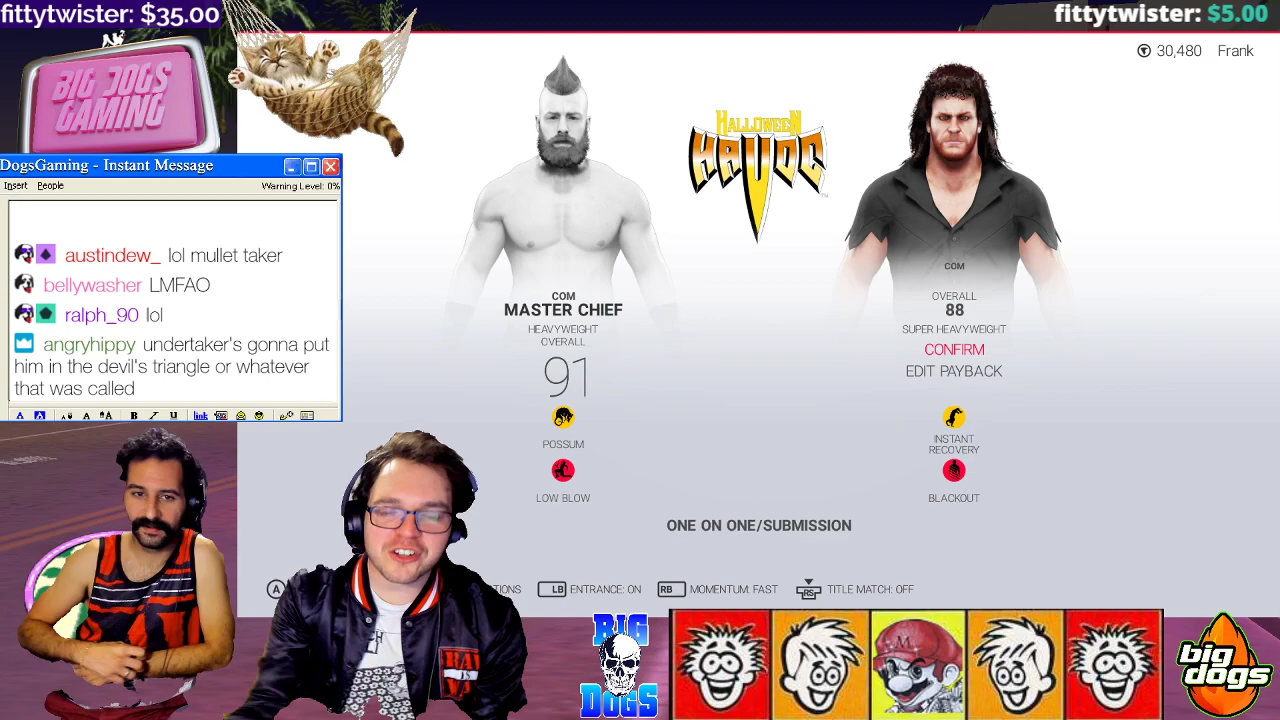 fittytwister: $35.00
fittytwister: $5.00
30,480 Frank
BIG DOGS
GAMING
HALLOWEEN
HAVOC
DogsGaming - Instant Message
Insert People
Warning Level: 0%
austindew_ lol mullet taker
bellywasher LMFAO
ralph_90 lol
angryhippy undertaker's gonna put
him in the devil's triangle or whatever
that was called
link
COM
MASTER CHIEF
HEAVYWEIGHT
OVERALL
91
POSSUM
LOW BLOW
COM
OVERALL
88
SUPER HEAVYWEIGHT
CONFIRM
EDIT PAYBACK
INSTANT
RECOVERY
BLACKOUT
ONE ON ONE/SUBMISSION
A
LB ENTRANCE: ON
RB MOMENTUM: FAST
RS TITLE MATCH: OFF
BIG
DOGS
M
big
dogs